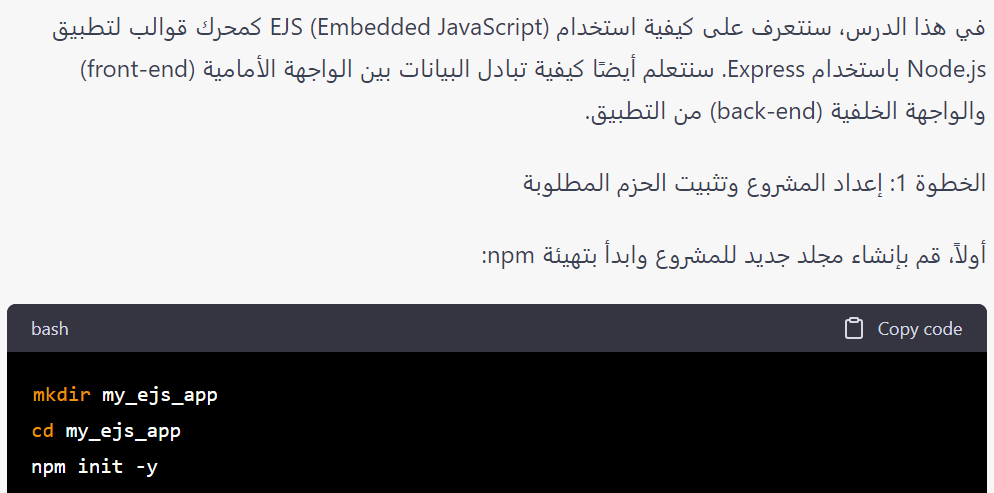 في هذا الدرس، سنتعرف على كيفية استخدام EJS (Embedded JavaScript) كمحرك قوالب لتطبيق
Node.js باستخدام Express. سنتعلم أيضًا كيفية تبادل البيانات بين الواجهة الأمامية (front-end)
والواجهة الخلفية (back-end) من التطبيق.
الخطوة 1: إعداد المشروع وتثبيت الحزم المطلوبة
أولاً، قم بإنشاء مجلد جديد للمشروع وابدأ بتهيئة npm:
bash Copy code
mkdir my_ejs_app
cd my_ejs_app
npm init -y